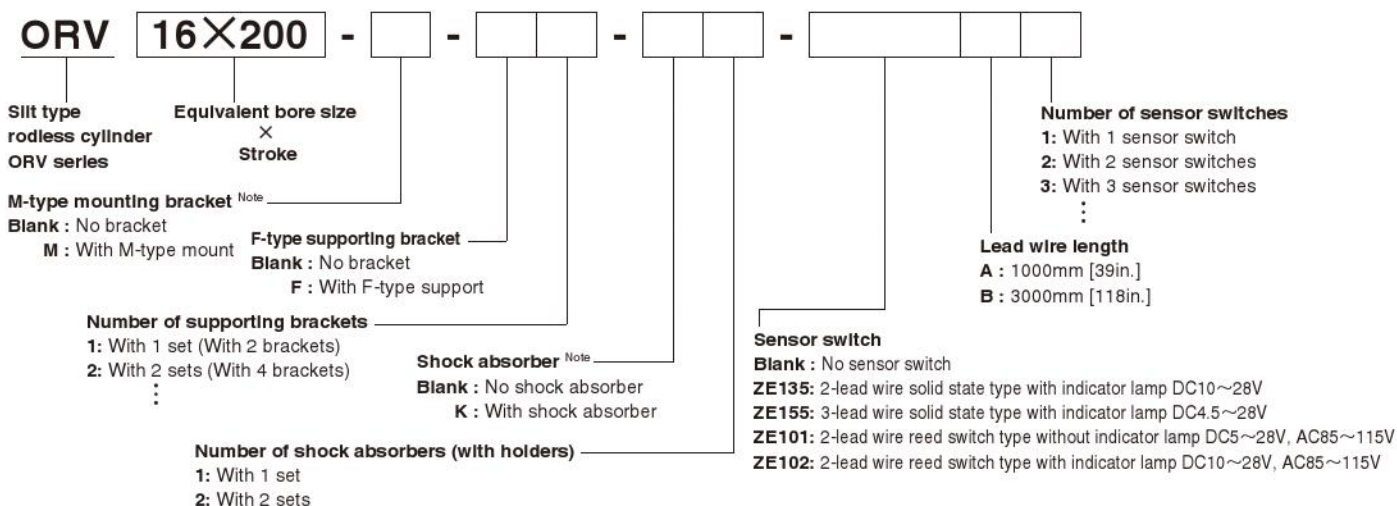 ORV 16×200 - - - -
Slit type
rodless cylinder
ORV series
Equivalent bore size
×
Stroke
M-type mounting bracket Note
Blank : No bracket
M : With M-type mount
F-type supporting bracket
Blank : No bracket
F : With F-type support
Number of supporting brackets
1: With 1 set (With 2 brackets)
2: With 2 sets (With 4 brackets)
⋮
Shock absorber Note
Blank : No shock absorber
K : With shock absorber
Number of shock absorbers (with holders)
1: With 1 set
2: With 2 sets
Number of sensor switches
1: With 1 sensor switch
2: With 2 sensor switches
3: With 3 sensor switches
⋮
Lead wire length
A : 1000mm [39in.]
B : 3000mm [118in.]
Sensor switch
Blank : No sensor switch
ZE135: 2-lead wire solid state type with indicator lamp DC10～28V
ZE155: 3-lead wire solid state type with indicator lamp DC4.5～28V
ZE101: 2-lead wire reed switch type without indicator lamp DC5～28V, AC85～115V
ZE102: 2-lead wire reed switch type with indicator lamp DC10～28V, AC85～115V